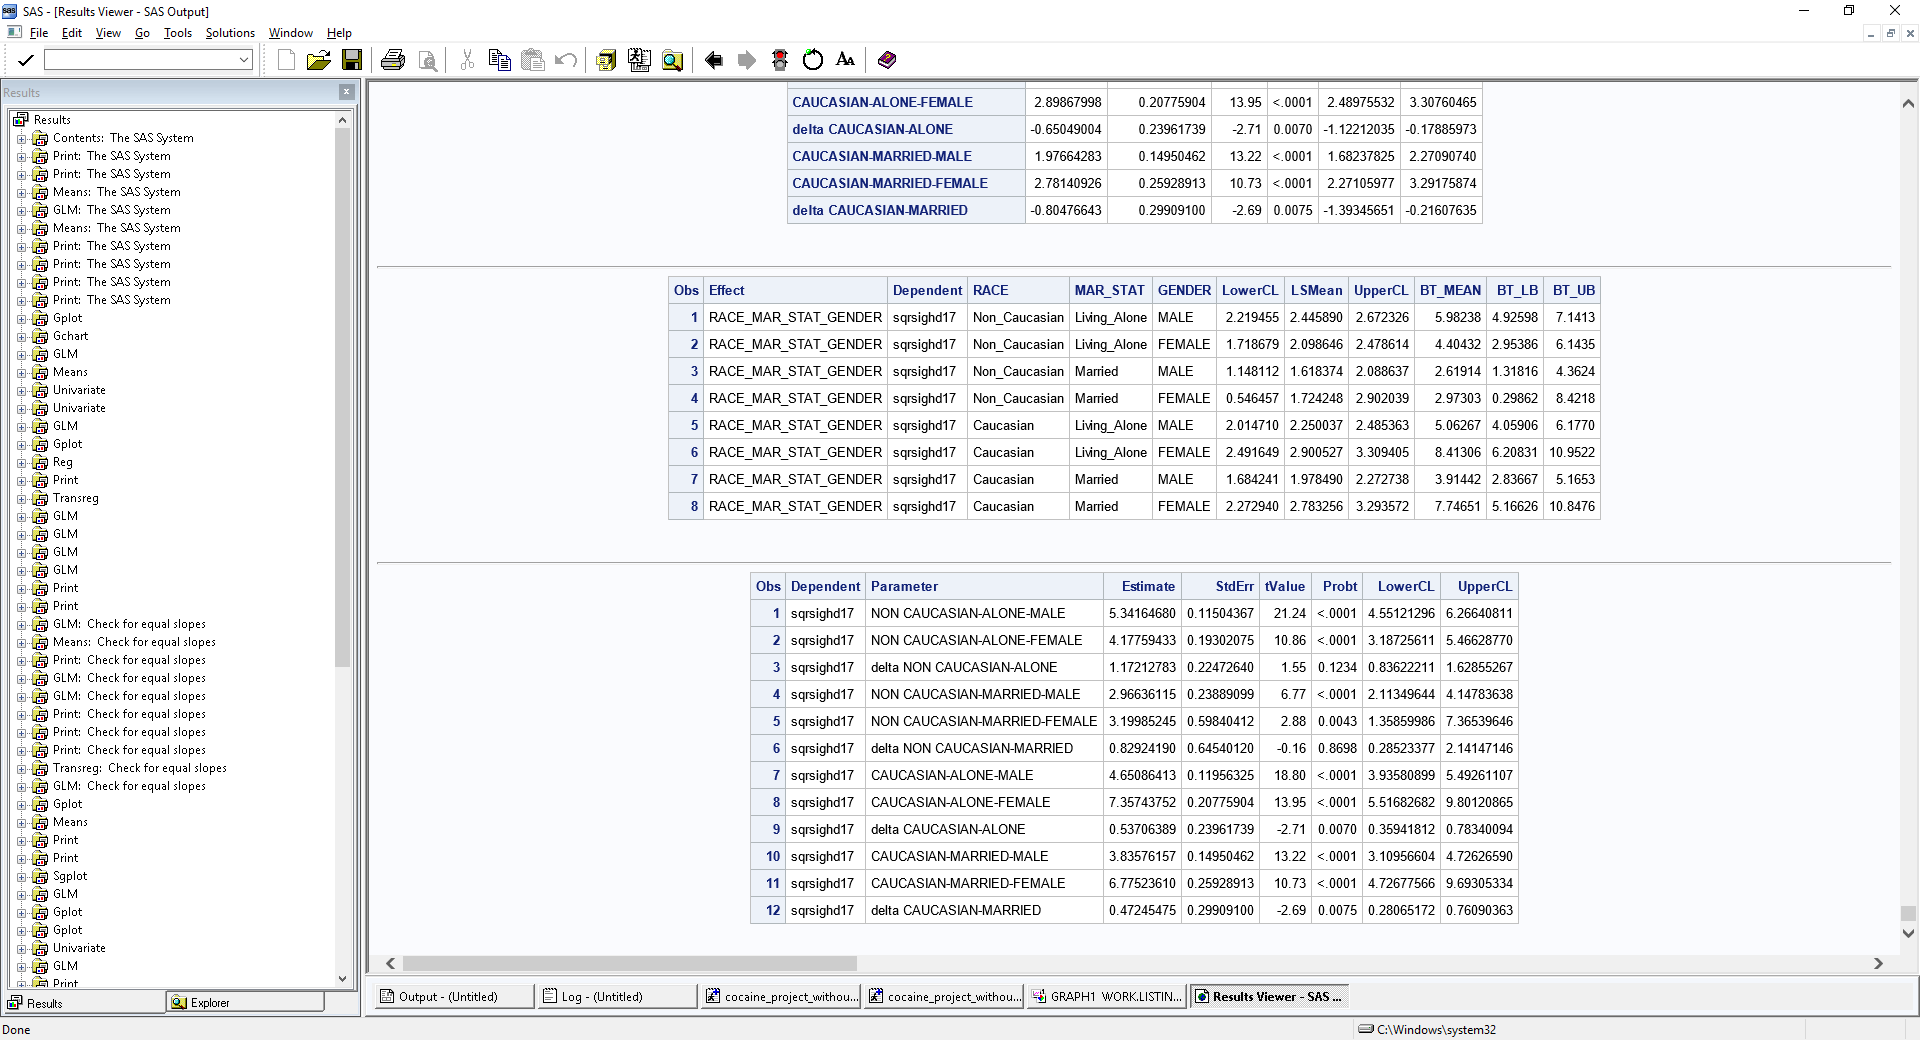 SAS - [Results Viewer - SAS Output]
File Edit View Go Tools Solutions Window Help
Results
Results
Contents: The SAS System
Print: The SAS System
Print: The SAS System
Means: The SAS System
GLM: The SAS System
Means: The SAS System
Print: The SAS System
Print: The SAS System
Print: The SAS System
Print: The SAS System
Gplot
Gchart
GLM
Means
Univariate
Univariate
GLM
Gplot
Reg
Print
Transreg
GLM
GLM
GLM
GLM
Print
Print
GLM: Check for equal slopes
Means: Check for equal slopes
Print: Check for equal slopes
GLM: Check for equal slopes
GLM: Check for equal slopes
Print: Check for equal slopes
Print: Check for equal slopes
Print: Check for equal slopes
Transreg: Check for equal slopes
GLM: Check for equal slopes
Gplot
Means
Print
Print
Sgplot
GLM
Gplot
Gplot
Univariate
GLM
Print
Results Explorer
CAUCASIAN-ALONE-FEMALE 2.89867998 0.20775904 13.95 <.0001 2.48975532 3.30760465
delta CAUCASIAN-ALONE -0.65049004 0.23961739 -2.71 0.0070 -1.12212035 -0.17885973
CAUCASIAN-MARRIED-MALE 1.97664283 0.14950462 13.22 <.0001 1.68237825 2.27090740
CAUCASIAN-MARRIED-FEMALE 2.78140926 0.25928913 10.73 <.0001 2.27105977 3.29175874
delta CAUCASIAN-MARRIED -0.80476643 0.29909100 -2.69 0.0075 -1.39345651 -0.21607635
Obs Effect Dependent RACE MAR_STAT GENDER LowerCL LSMean UpperCL BT_MEAN BT_LB BT_UB
1 RACE_MAR_STAT_GENDER sqrsighd17 Non_Caucasian Living_Alone MALE 2.219455 2.445890 2.672326 5.98238 4.92598 7.1413
2 RACE_MAR_STAT_GENDER sqrsighd17 Non_Caucasian Living_Alone FEMALE 1.718679 2.098646 2.478614 4.40432 2.95386 6.1435
3 RACE_MAR_STAT_GENDER sqrsighd17 Non_Caucasian Married MALE 1.148112 1.618374 2.088637 2.61914 1.31816 4.3624
4 RACE_MAR_STAT_GENDER sqrsighd17 Non_Caucasian Married FEMALE 0.546457 1.724248 2.902039 2.97303 0.29862 8.4218
5 RACE_MAR_STAT_GENDER sqrsighd17 Caucasian Living_Alone MALE 2.014710 2.250037 2.485363 5.06267 4.05906 6.1770
6 RACE_MAR_STAT_GENDER sqrsighd17 Caucasian Living_Alone FEMALE 2.491649 2.900527 3.309405 8.41306 6.20831 10.9522
7 RACE_MAR_STAT_GENDER sqrsighd17 Caucasian Married MALE 1.684241 1.978490 2.272738 3.91442 2.83667 5.1653
8 RACE_MAR_STAT_GENDER sqrsighd17 Caucasian Married FEMALE 2.272940 2.783256 3.293572 7.74651 5.16626 10.8476
Obs Dependent Parameter Estimate StdErr tValue Probt LowerCL UpperCL
1 sqrsighd17 NON CAUCASIAN-ALONE-MALE 5.34164680 0.11504367 21.24 <.0001 4.55121296 6.26640811
2 sqrsighd17 NON CAUCASIAN-ALONE-FEMALE 4.17759433 0.19302075 10.86 <.0001 3.18725611 5.46628770
3 sqrsighd17 delta NON CAUCASIAN-ALONE 1.17212783 0.22472640 1.55 0.1234 0.83622211 1.62855267
4 sqrsighd17 NON CAUCASIAN-MARRIED-MALE 2.96636115 0.23889099 6.77 <.0001 2.11349644 4.14783638
5 sqrsighd17 NON CAUCASIAN-MARRIED-FEMALE 3.19985245 0.59840412 2.88 0.0043 1.35859986 7.36539646
6 sqrsighd17 delta NON CAUCASIAN-MARRIED 0.82924190 0.64540120 -0.16 0.8698 0.28523377 2.14147146
7 sqrsighd17 CAUCASIAN-ALONE-MALE 4.65086413 0.11956325 18.80 <.0001 3.93580899 5.49261107
8 sqrsighd17 CAUCASIAN-ALONE-FEMALE 7.35743752 0.20775904 13.95 <.0001 5.51682682 9.80120865
9 sqrsighd17 delta CAUCASIAN-ALONE 0.53706389 0.23961739 -2.71 0.0070 0.35941812 0.78340094
10 sqrsighd17 CAUCASIAN-MARRIED-MALE 3.83576157 0.14950462 13.22 <.0001 3.10956604 4.72626590
11 sqrsighd17 CAUCASIAN-MARRIED-FEMALE 6.77523610 0.25928913 10.73 <.0001 4.72677566 9.69305334
12 sqrsighd17 delta CAUCASIAN-MARRIED 0.47245475 0.29909100 -2.69 0.0075 0.28065172 0.76090363
Output - (Untitled) Log - (Untitled) cocaine_project_withou... cocaine_project_withou... GRAPH1 WORK.LISTIN... Results Viewer - SAS ...
Done C:\Windows\system32